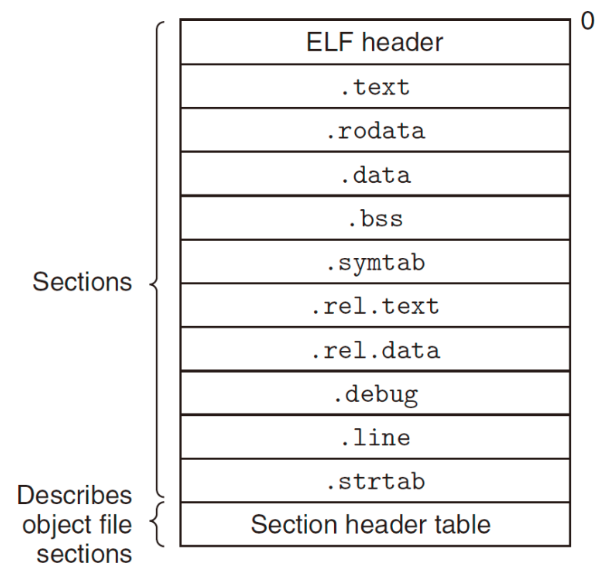 0
ELF header
.text
.rodata
.data
.bss
.symtab
Sections
.rel.text
.rel.data
.debug
.line
.strtab
Describes
object file
sections
Section header table